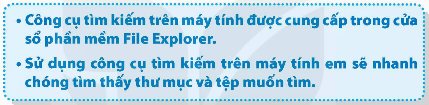 • Công cụ tìm kiếm trên máy tính được cung cấp trong cửa
sổ phần mềm File Explorer.
• Sử dụng công cụ tìm kiếm trên máy tính em sẽ nhanh
chóng tìm thấy thư mục và tệp muốn tìm.